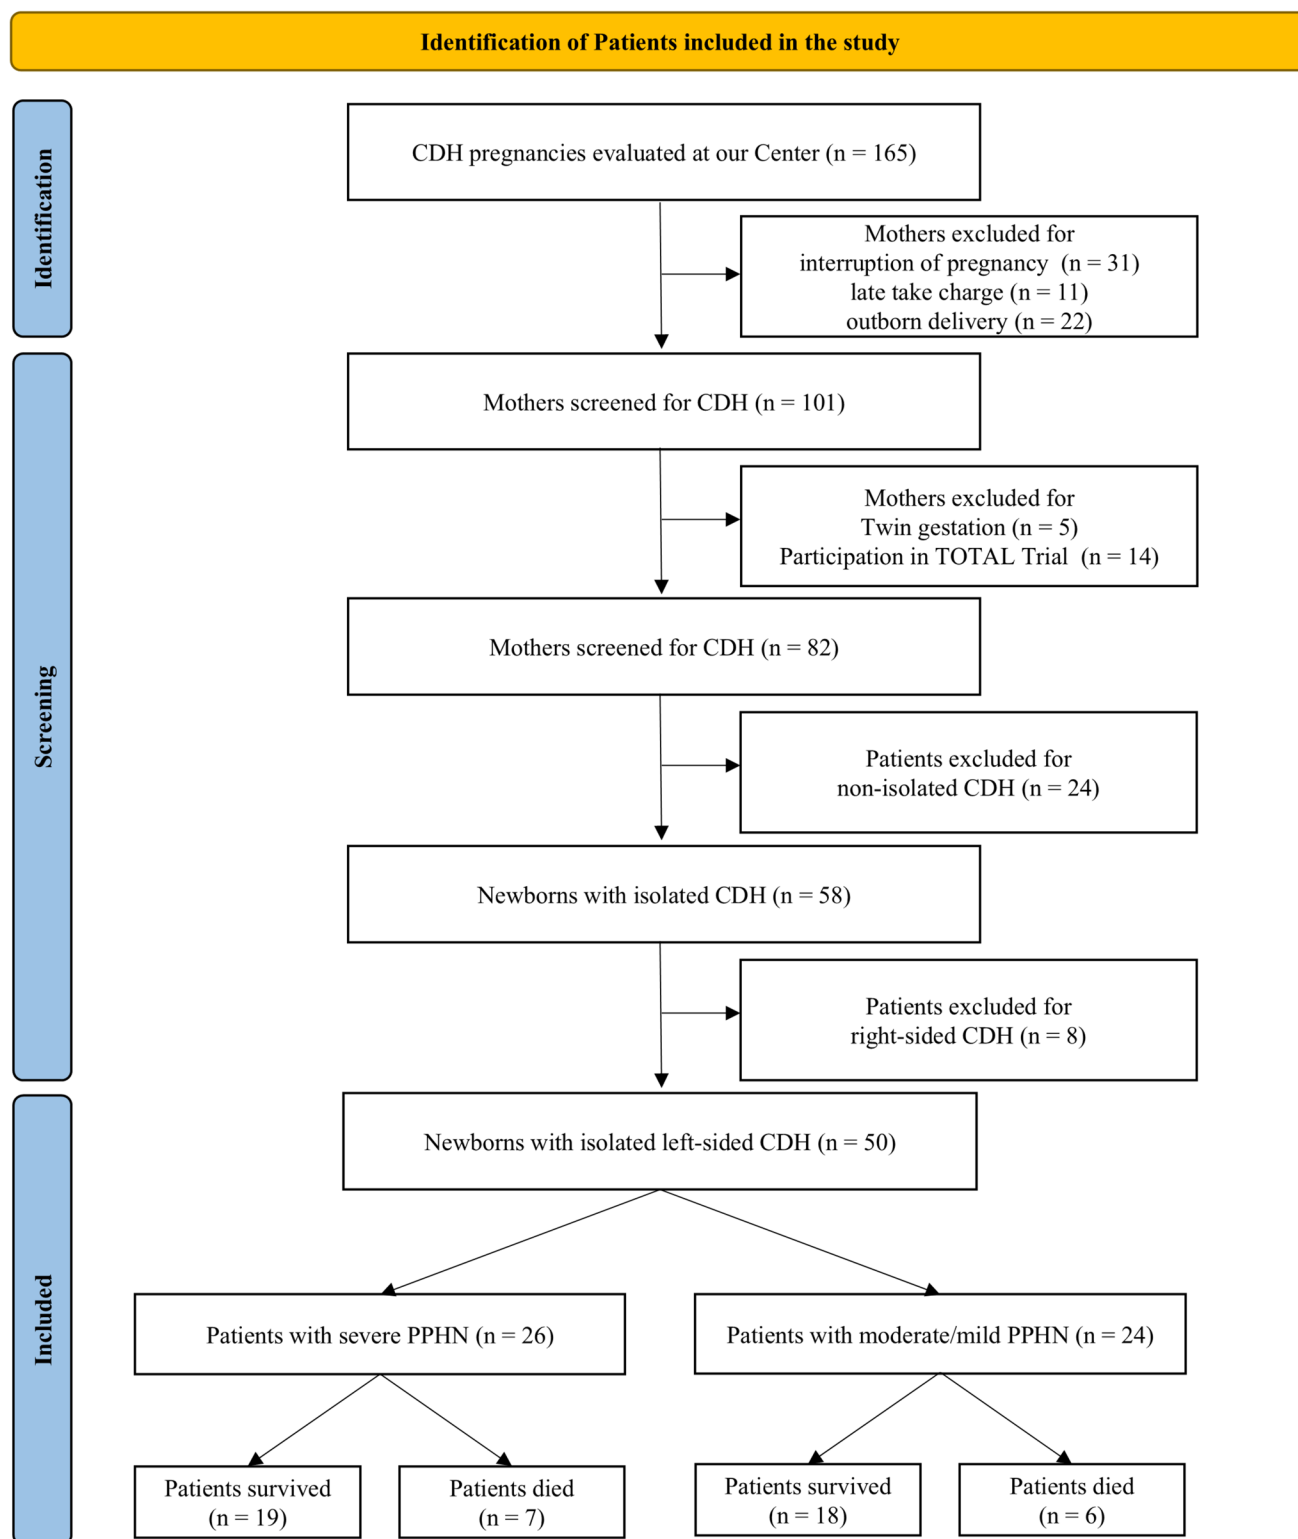 Identification of Patients included in the study
Identification
CDH pregnancies evaluated at our Center (n = 165)
Mothers excluded for
interruption of pregnancy (n = 31)
late take charge (n = 11)
outborn delivery (n = 22)
Screening
Mothers screened for CDH (n = 101)
Mothers excluded for
Twin gestation (n = 5)
Participation in TOTAL Trial (n = 14)
Mothers screened for CDH (n = 82)
Patients excluded for
non-isolated CDH (n = 24)
Newborns with isolated CDH (n = 58)
Patients excluded for
right-sided CDH (n = 8)
Included
Newborns with isolated left-sided CDH (n = 50)
Patients with severe PPHN (n = 26)
Patients with moderate/mild PPHN (n = 24)
Patients survived
(n = 19)
Patients died
(n = 7)
Patients survived
(n = 18)
Patients died
(n = 6)